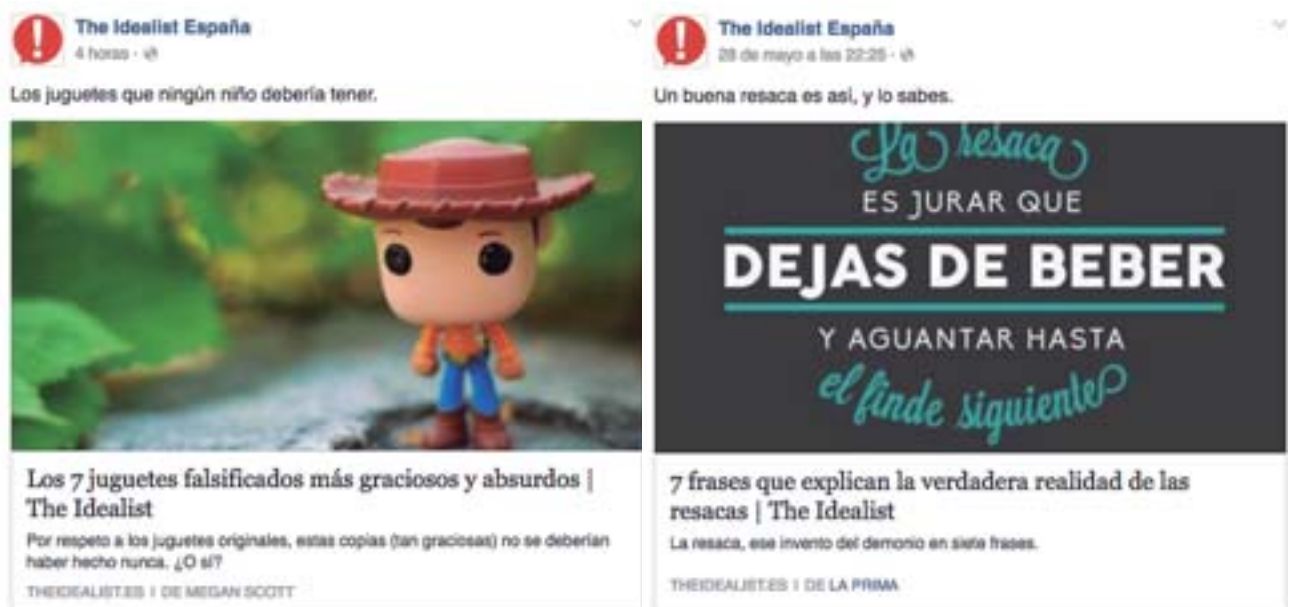 The Idealist España
4 horas ·
Los juguetes que ningún niño debería tener.
Los 7 juguetes falsificados más graciosos y absurdos |
The Idealist
Por respeto a los juguetes originales, estas copias (tan graciosas) no se deberían
haber hecho nunca. ¿O sí?
THEIDEALIST.ES | DE MEGAN SCOTT
The Idealist España
28 de mayo a las 22:25 ·
Un buena resaca es así, y lo sabes.
La resaca
ES JURAR QUE
DEJAS DE BEBER
Y AGUANTAR HASTA
el finde siguiente
7 frases que explican la verdadera realidad de las
resacas | The Idealist
La resaca, ese invento del demonio en siete frases.
THEIDEALIST.ES | DE LA PRIMA